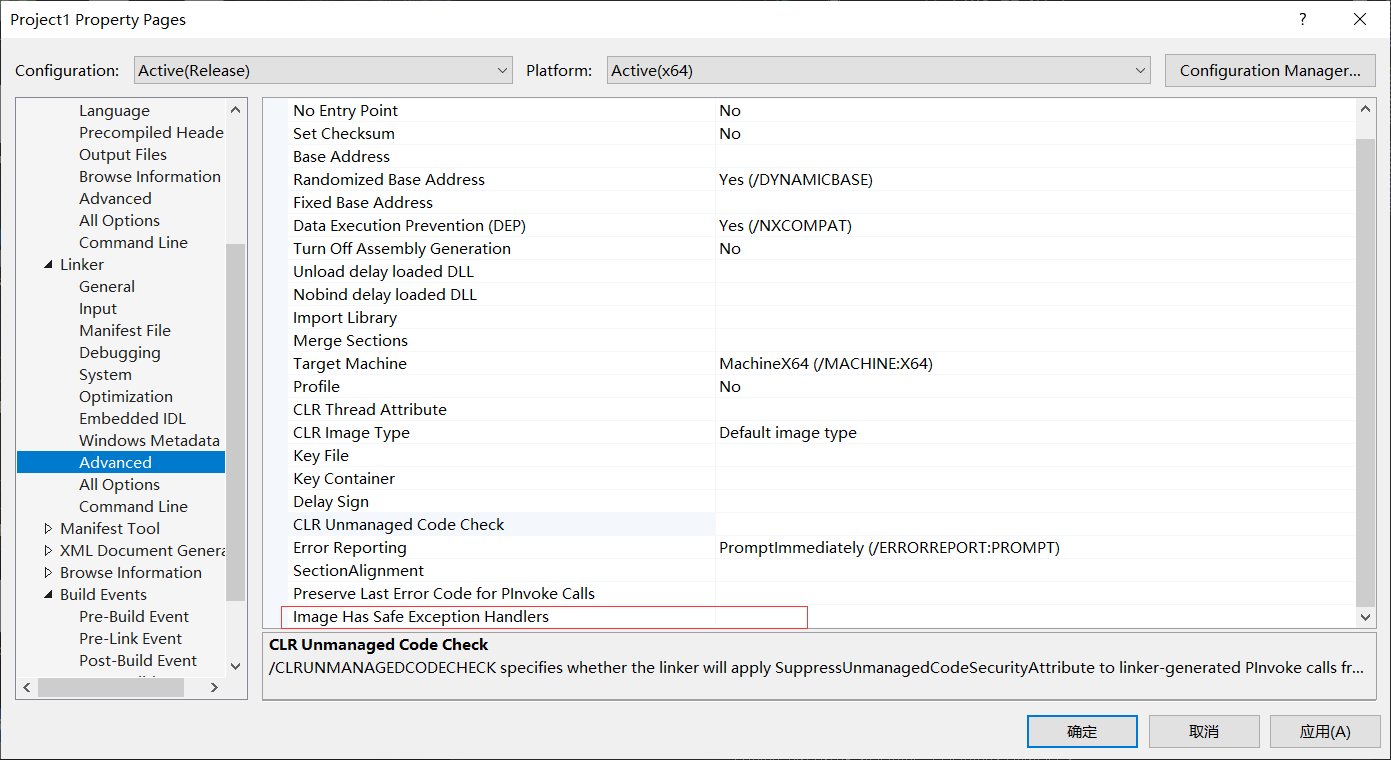 Project1 Property Pages
?
Configuration: Active(Release) Platform: Active(x64) Configuration Manager...
Language
Precompiled Heade
Output Files
Browse Information
Advanced
All Options
Command Line
Linker
General
Input
Manifest File
Debugging
System
Optimization
Embedded IDL
Windows Metadata
Advanced
All Options
Command Line
Manifest Tool
XML Document Genera
Browse Information
Build Events
Pre-Build Event
Pre-Link Event
Post-Build Event
No Entry Point No
Set Checksum No
Base Address
Randomized Base Address Yes (/DYNAMICBASE)
Fixed Base Address
Data Execution Prevention (DEP) Yes (/NXCOMPAT)
Turn Off Assembly Generation No
Unload delay loaded DLL
Nobind delay loaded DLL
Import Library
Merge Sections
Target Machine MachineX64 (/MACHINE:X64)
Profile No
CLR Thread Attribute
CLR Image Type Default image type
Key File
Key Container
Delay Sign
CLR Unmanaged Code Check
Error Reporting PromptImmediately (/ERRORREPORT:PROMPT)
SectionAlignment
Preserve Last Error Code for PInvoke Calls
Image Has Safe Exception Handlers
CLR Unmanaged Code Check
/CLRUNMANAGEDCODECHECK specifies whether the linker will apply SuppressUnmanagedCodeSecurityAttribute to linker-generated PInvoke calls fr...
确定 取消 应用(A)